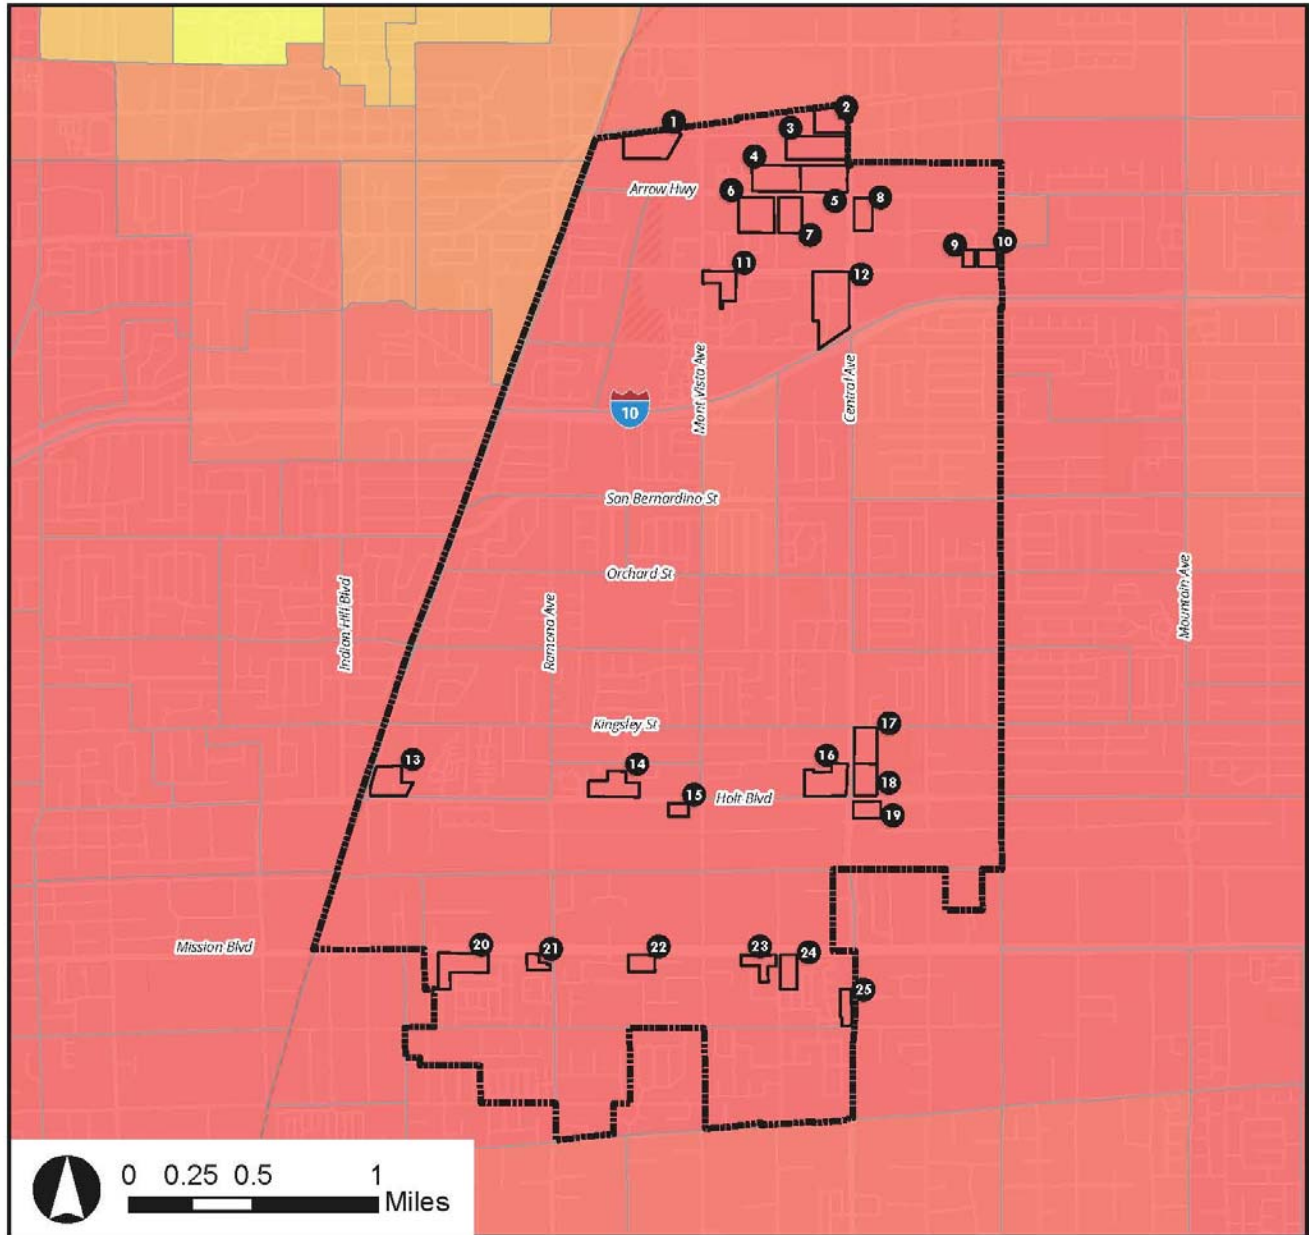 2
1
3
4
Arrow Hwy
6
5
8
7
10
9
11
12
Mont Vista Ave
Central Ave
10
San Bernardino St
Orchard St
Indian Hill Blvd
Ramona Ave
Mountain Ave
Kingsley St
17
13
14
16
18
15
Holt Blvd
19
Mission Blvd
20
21
22
23
24
25
0 0.25 0.5 1
Miles